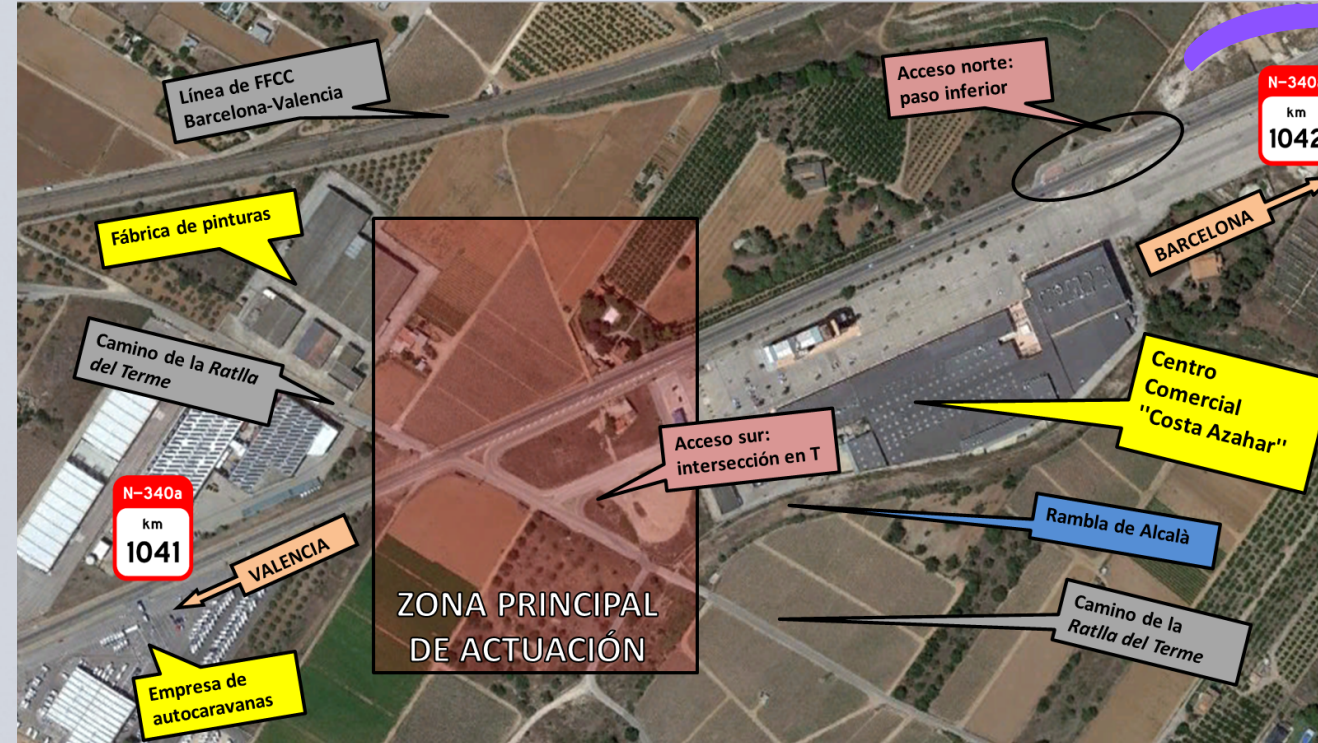 Línea de FFCC
Barcelona-Valencia
Acceso norte:
paso inferior
N-340a
km
1042
BARCELONA
Fábrica de pinturas
Camino de la Ratlla
del Terme
Centro
Comercial
"Costa Azahar"
Acceso sur:
intersección en T
N-340a
km
1041
VALENCIA
Rambla de Alcalà
ZONA PRINCIPAL
DE ACTUACIÓN
Camino de la
Ratlla del Terme
Empresa de
autocaravanas